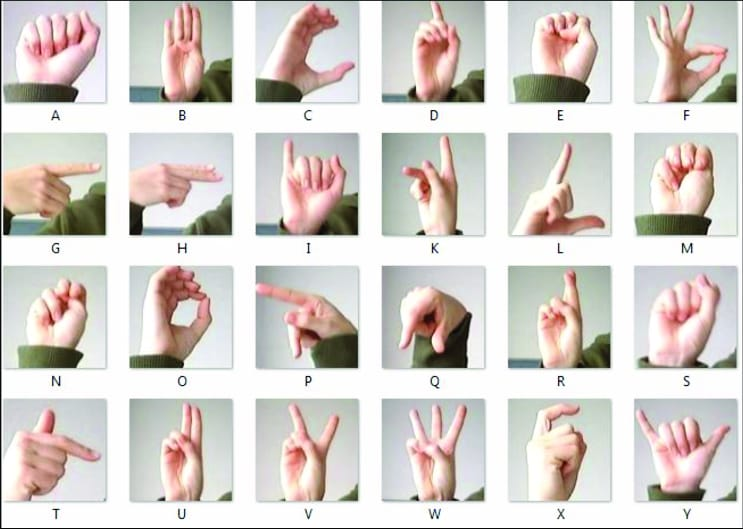 A B C D E F
G H I K L M
N O P Q R S
T U V W X Y